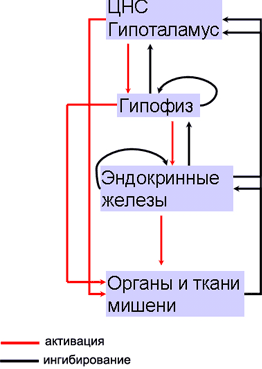 ЦНС
Гипоталамус
Гипофиз
Эндокринные
железы
Органы и ткани
мишени
активация
ингибирование